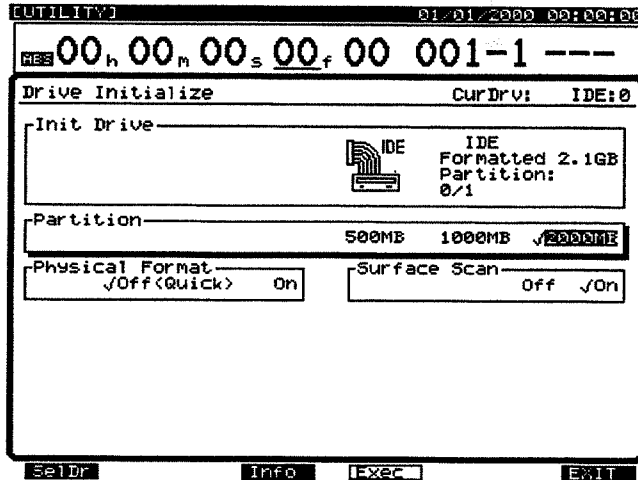 [UTILITY] 01/01/2000 00:00:00
ABS 00h 00m 00s 00f 00 001-1 ---
Drive Initialize CurDrv: IDE:0
Init Drive
IDE IDE
Formatted 2.1GB
Partition:
0/1
Partition
500MB 1000MB √2000MB
Physical Format Surface Scan
√Off<Quick> On Off √On
SelDr Info Exec EXIT